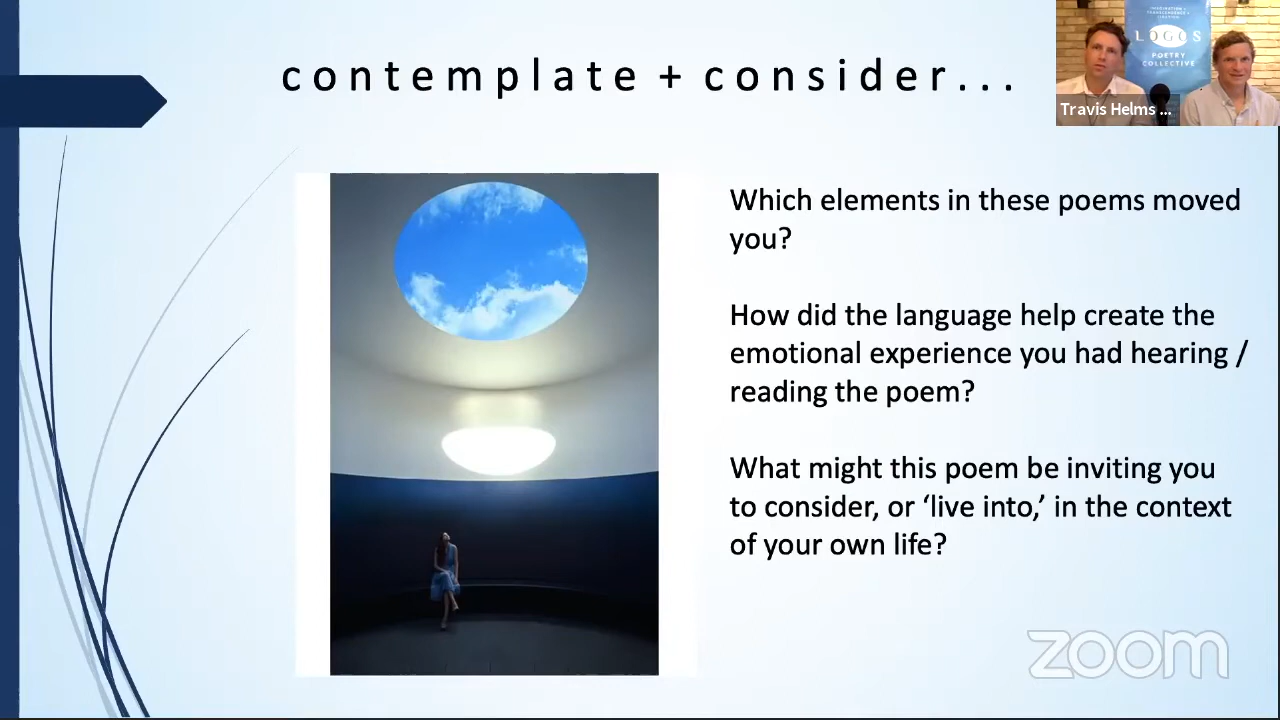 contemplate + consider...
IMAGINATION +
TRANSCENDENCE +
LOGOS
POETRY
COLLECTIVE
Travis Helms ...
Which elements in these poems moved
you?
How did the language help create the
emotional experience you had hearing /
reading the poem?
What might this poem be inviting you
to consider, or ‘live into,’ in the context
of your own life?
zoom